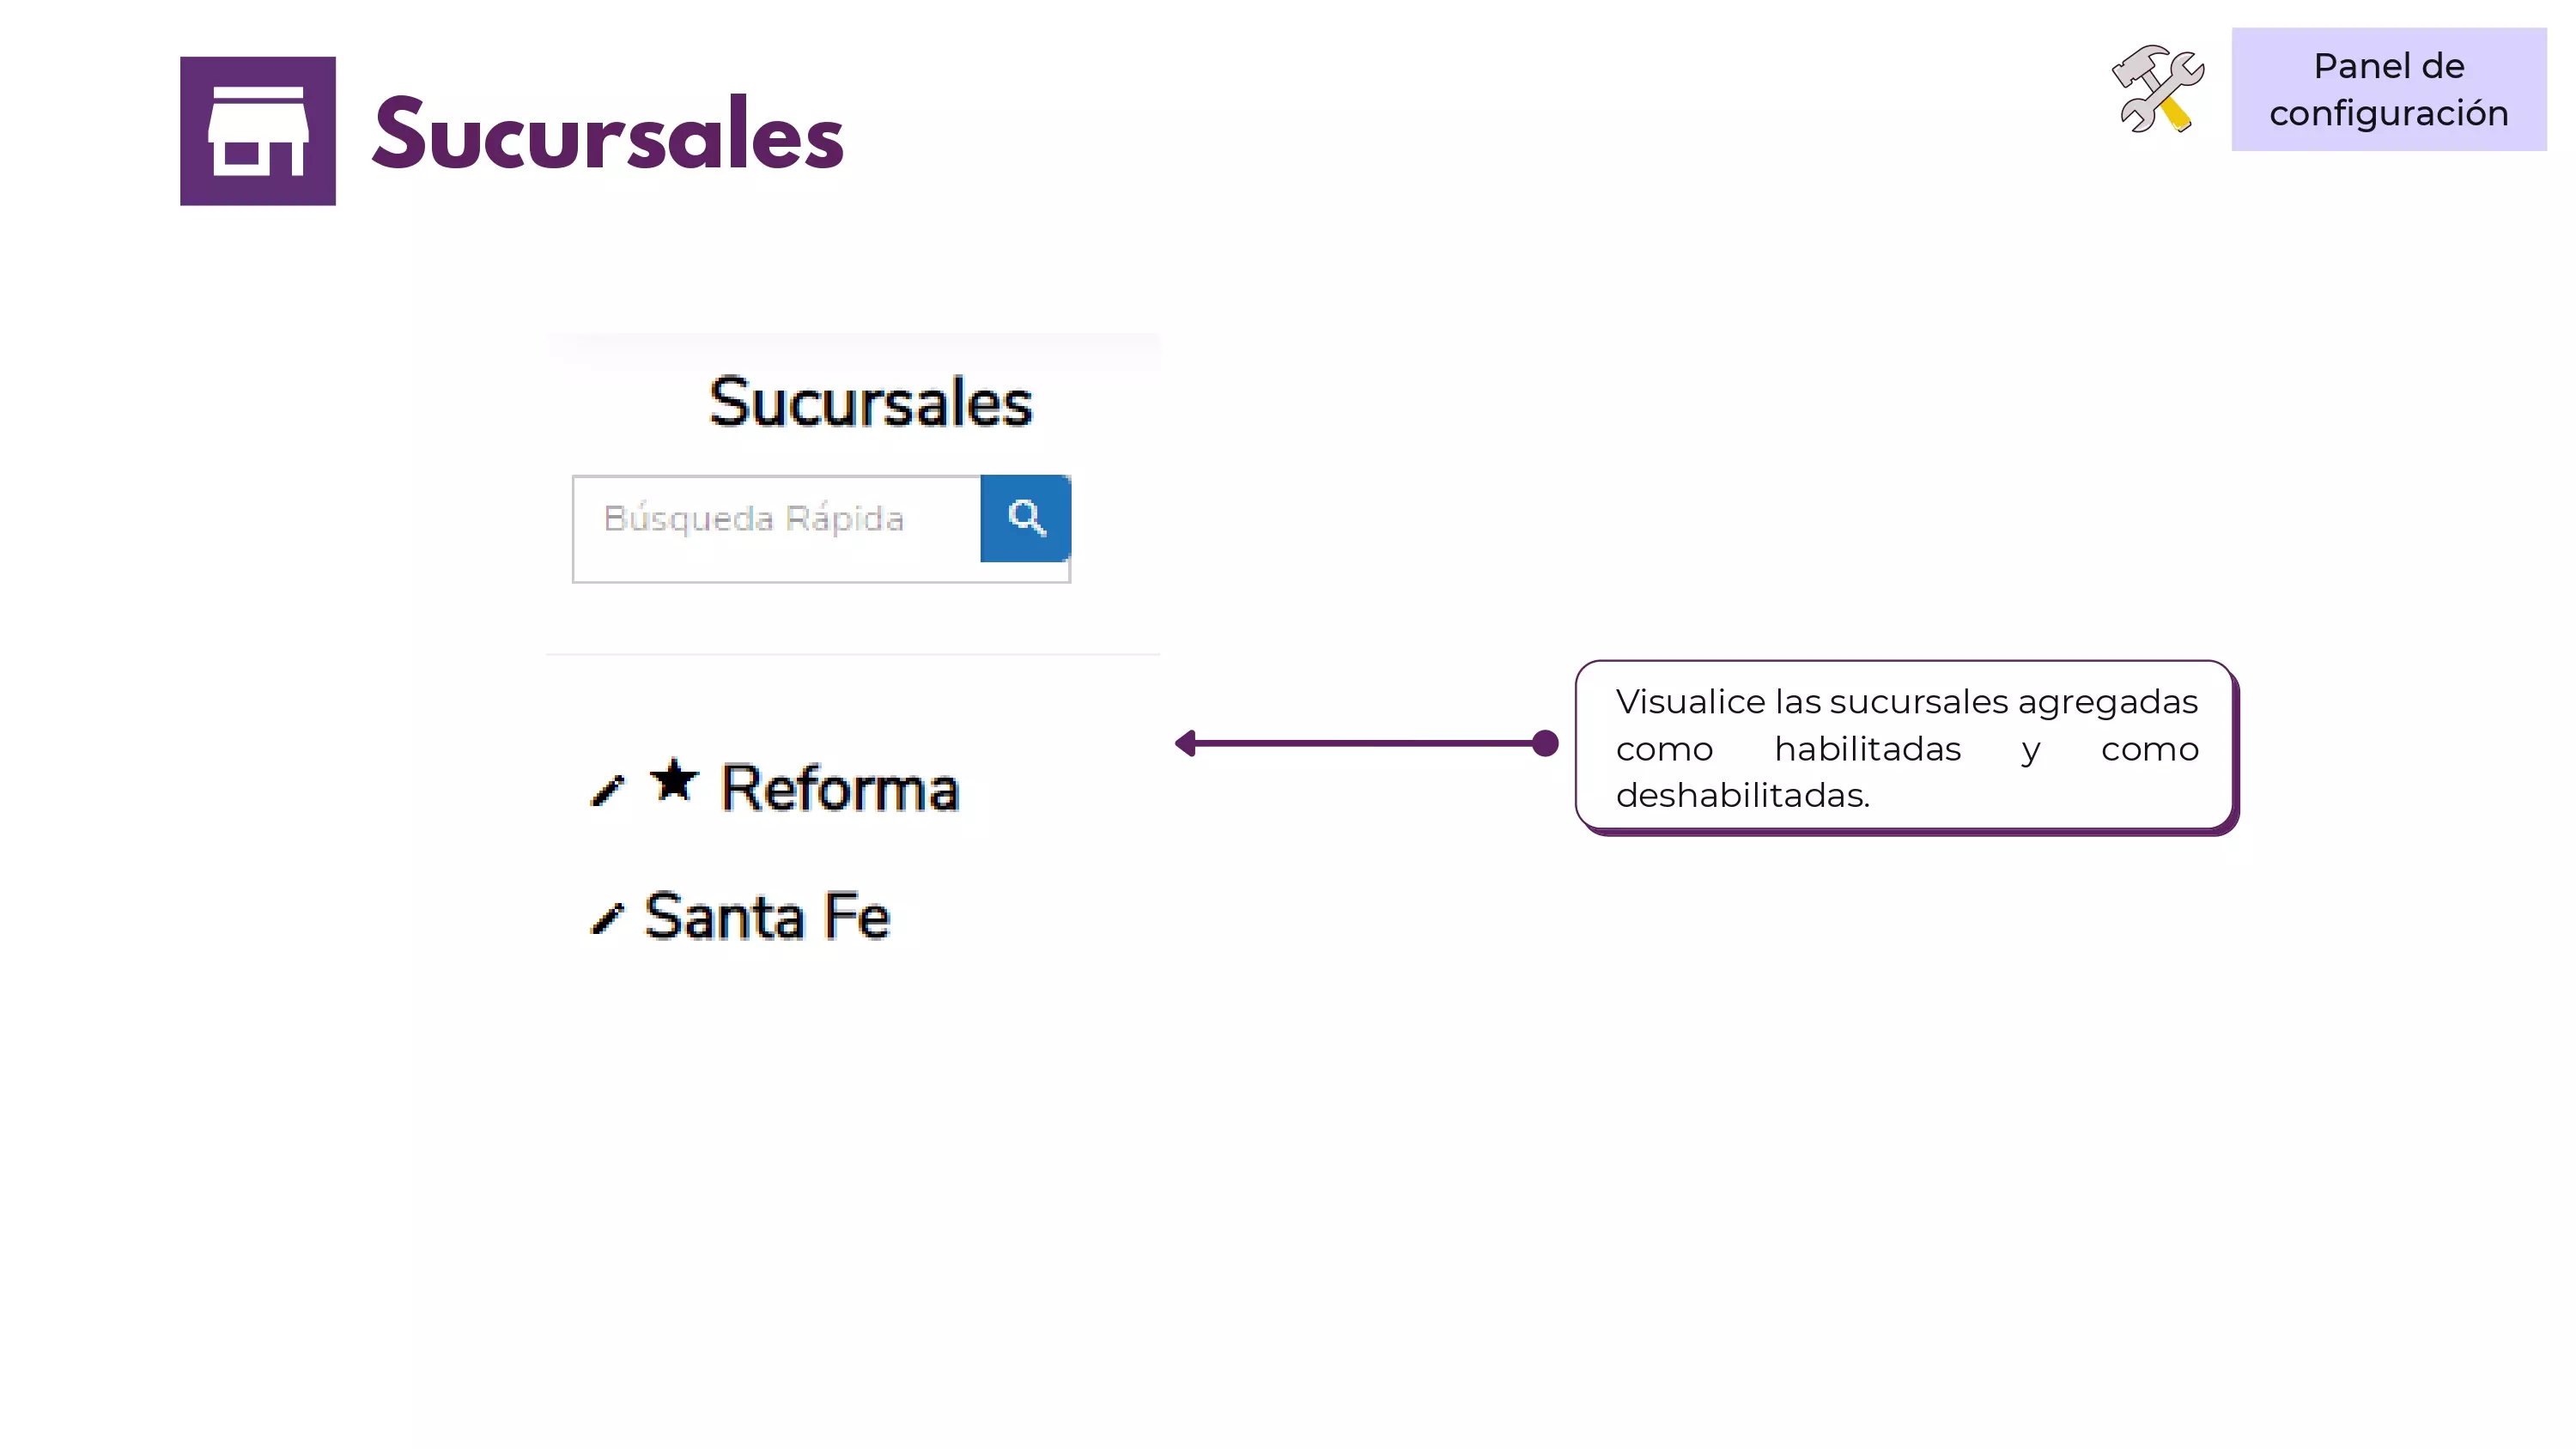 Sucursales
Panel de
configuración
Sucursales
Búsqueda Rápida
Reforma
Santa Fe
Visualice las sucursales agregadas
como habilitadas y como
deshabilitadas.